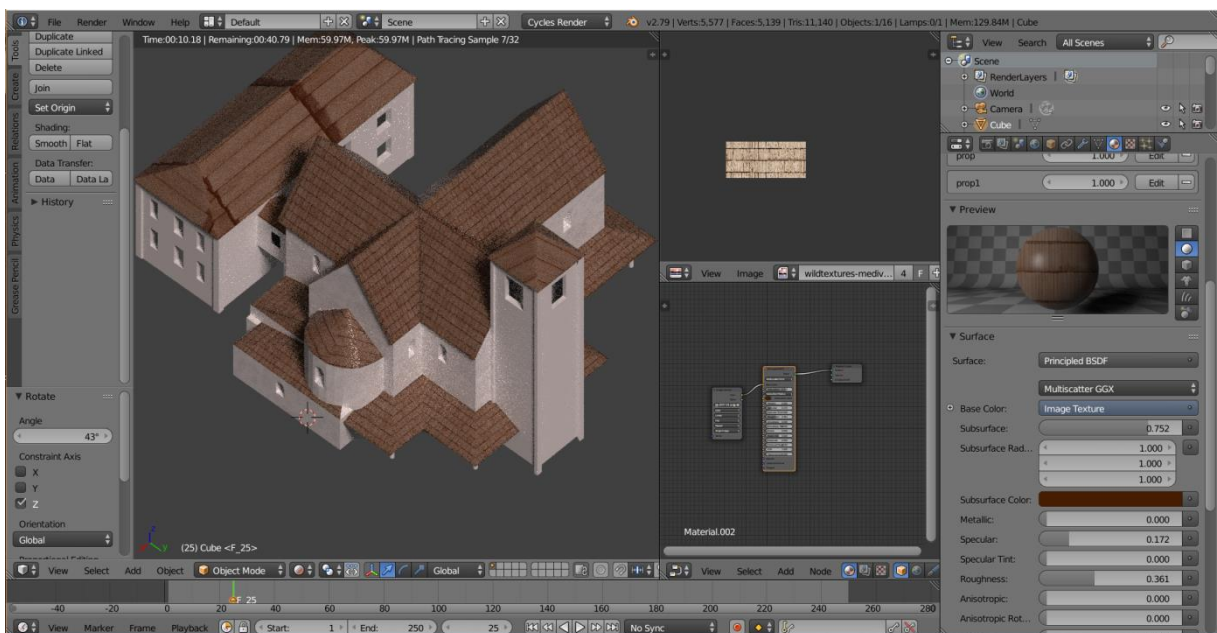 File Render Window Help Default Scene Cycles Render v2.79 | Verts:5,577 | Faces:5,139 | Tris:11,140 | Objects:1/16 | Lamps:0/1 | Mem:129.84M | Cube
Time:00:10.18 | Remaining:00:40.79 | Mem:59.97M, Peak:59.97M | Path Tracing Sample 7/32
Tools
Create
Relations
Animation
Physics
Grease Pencil
Duplicate
Duplicate Linked
Delete
Join
Set Origin
Shading:
Smooth Flat
Data Transfer:
Data Data La
History
Rotate
Angle
43°
Constraint Axis
X
Y
Z
Orientation
Global
(25) Cube <F_25>
View Select Add Object Object Mode Global
View Image wildtextures-mediv... 4 F
Material.002
View Select Add Node
View Search All Scenes
Scene
RenderLayers
World
Camera
Cube
prop 1.000 Edit
prop1 1.000 Edit
Preview
Surface
Surface: Principled BSDF
Multiscatter GGX
Base Color: Image Texture
Subsurface: 0.752
Subsurface Rad... 1.000
1.000
1.000
Subsurface Color:
Metallic: 0.000
Specular: 0.172
Specular Tint: 0.000
Roughness: 0.361
Anisotropic: 0.000
Anisotropic Rot... 0.000
F_25
-40 -20 0 20 40 60 80 100 120 140 160 180 200 220 240 260 280
View Marker Frame Playback Start: 1 End: 250 25 No Sync